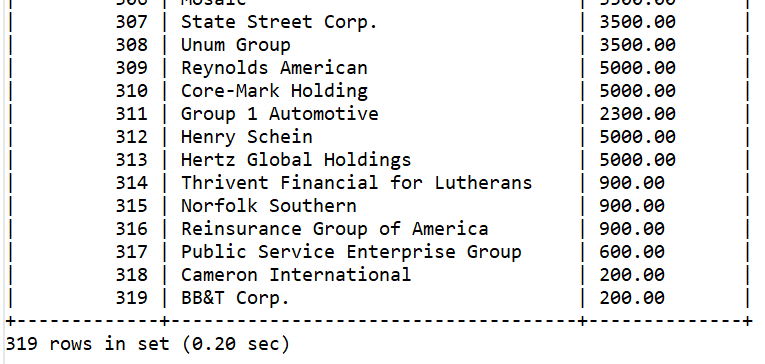 | 306 | Mosaic | 3500.00 |
| 307 | State Street Corp. | 3500.00 |
| 308 | Unum Group | 3500.00 |
| 309 | Reynolds American | 5000.00 |
| 310 | Core-Mark Holding | 5000.00 |
| 311 | Group 1 Automotive | 2300.00 |
| 312 | Henry Schein | 5000.00 |
| 313 | Hertz Global Holdings | 5000.00 |
| 314 | Thrivent Financial for Lutherans | 900.00 |
| 315 | Norfolk Southern | 900.00 |
| 316 | Reinsurance Group of America | 900.00 |
| 317 | Public Service Enterprise Group | 600.00 |
| 318 | Cameron International | 200.00 |
| 319 | BB&T Corp. | 200.00 |
+-------------+-------------------------------------+--------------+
319 rows in set (0.20 sec)